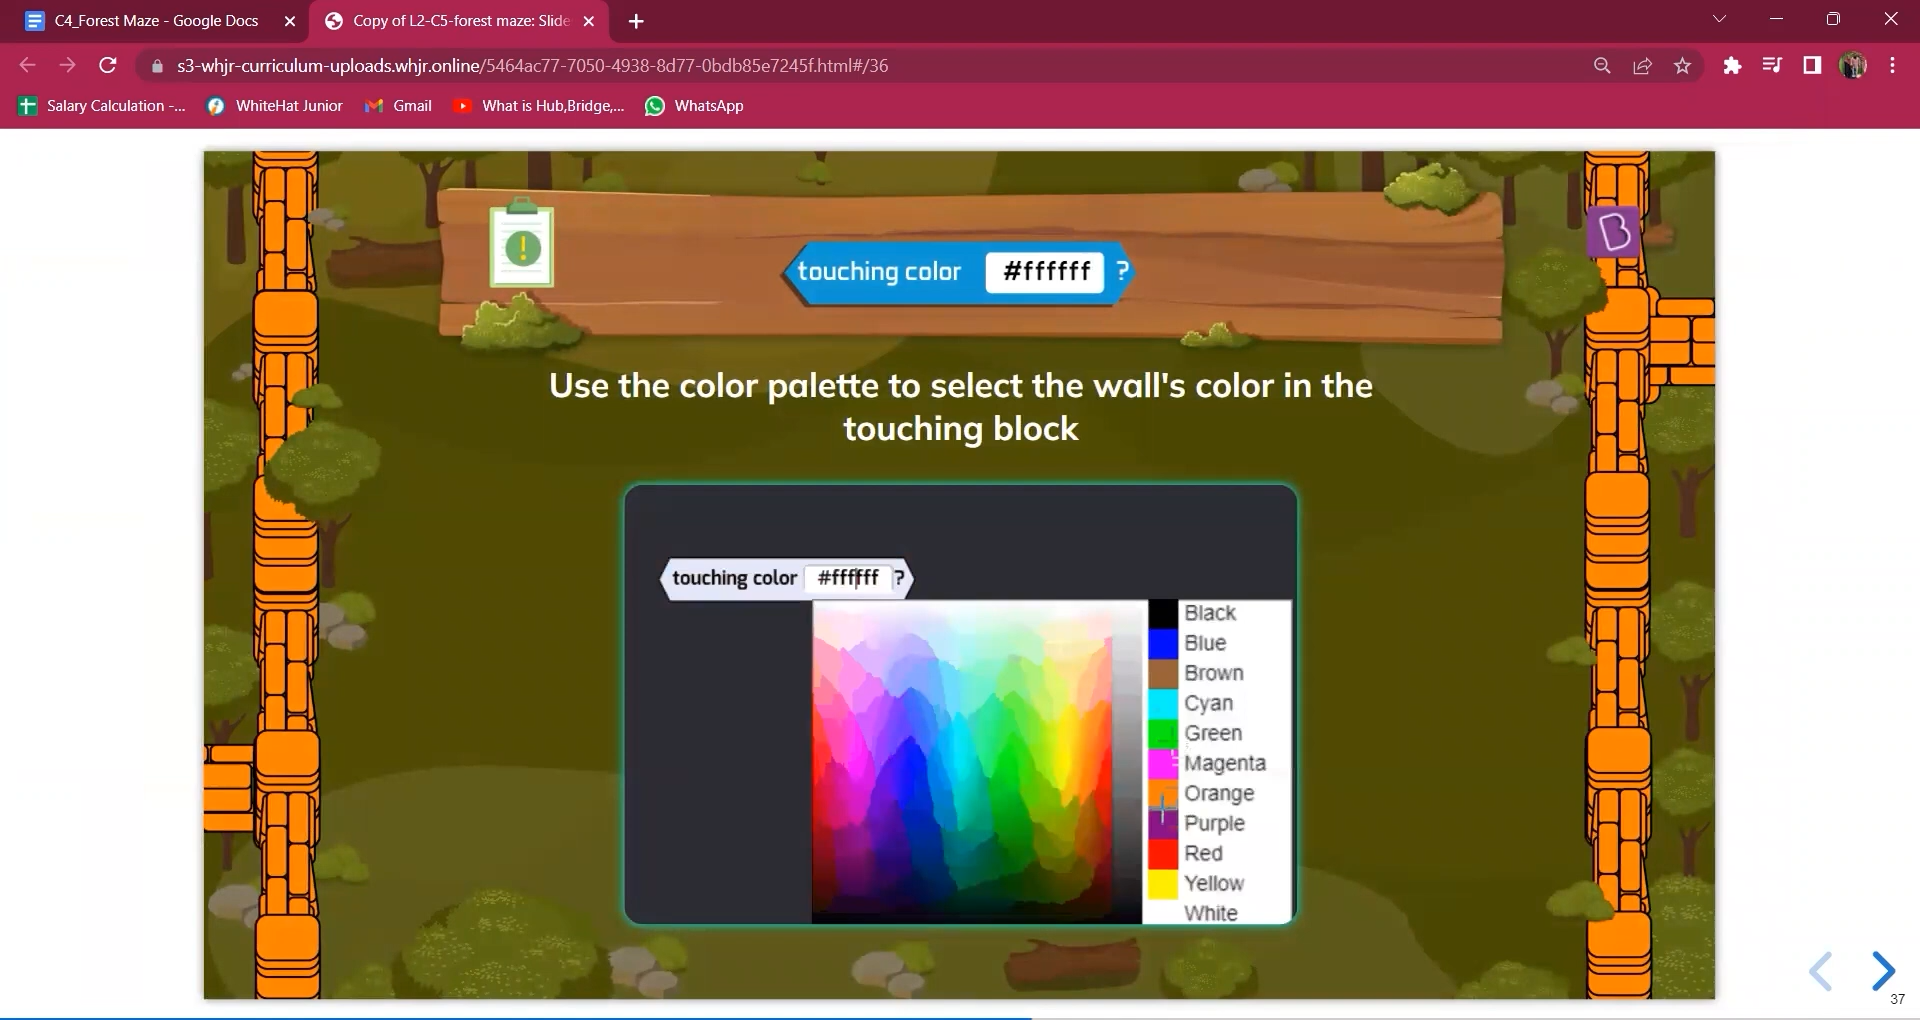 C4_Forest Maze - Google Docs
Copy of L2-C5-forest maze: Slide
s3-whjr-curriculum-uploads.whjr.online/5464ac77-7050-4938-8d77-0bdb85e7245f.html#/36
Salary Calculation -...
WhiteHat Junior
Gmail
What is Hub,Bridge,...
WhatsApp
touching color #ffffff ?
B
Use the color palette to select the wall's color in the
touching block
touching color #ffffff ?
Black
Blue
Brown
Cyan
Green
Magenta
Orange
Purple
Red
Yellow
White
37